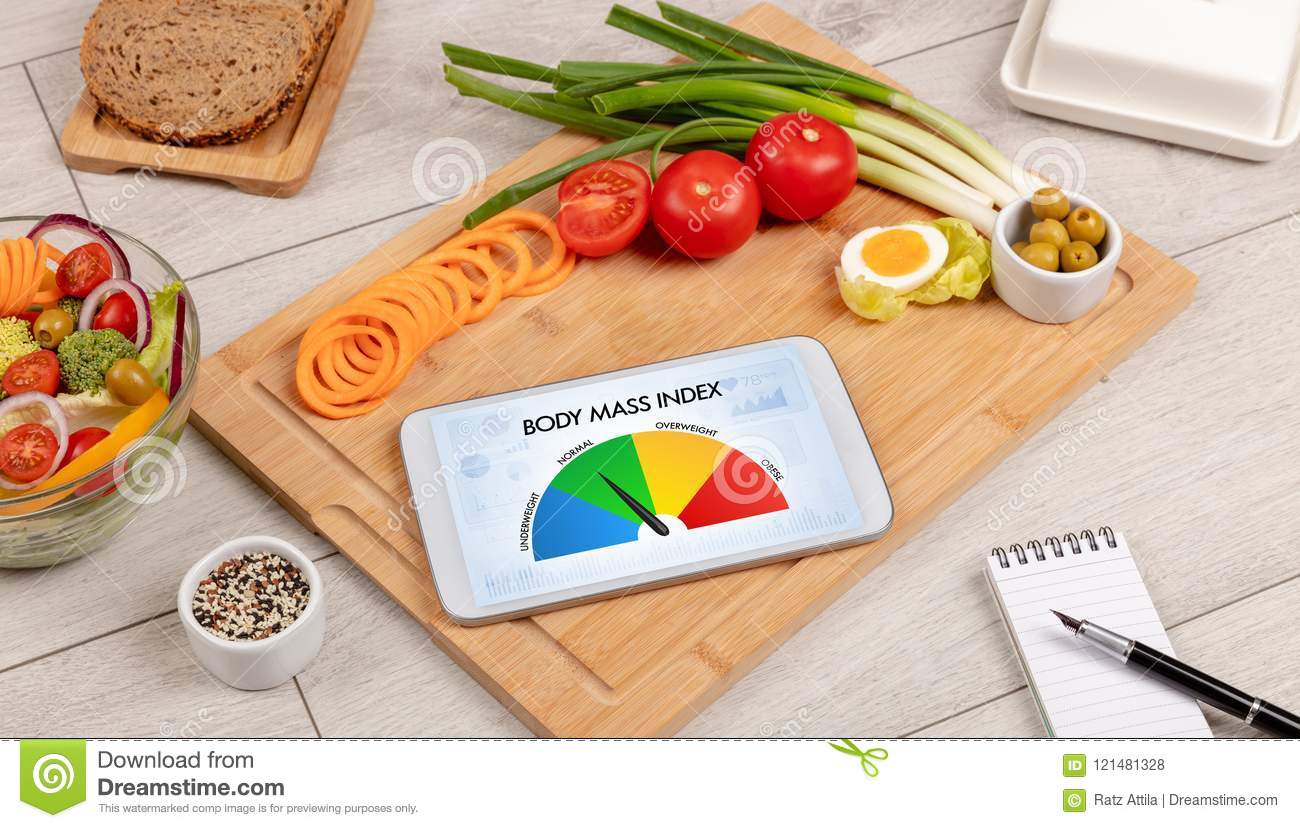 BODY MASS INDEX
78
UNDERWEIGHT
NORMAL
OVERWEIGHT
OBESE
dreamstime
Download from
Dreamstime.com
This watermarked comp image is for previewing purposes only.
ID 121481328
© Ratz Attila | Dreamstime.com